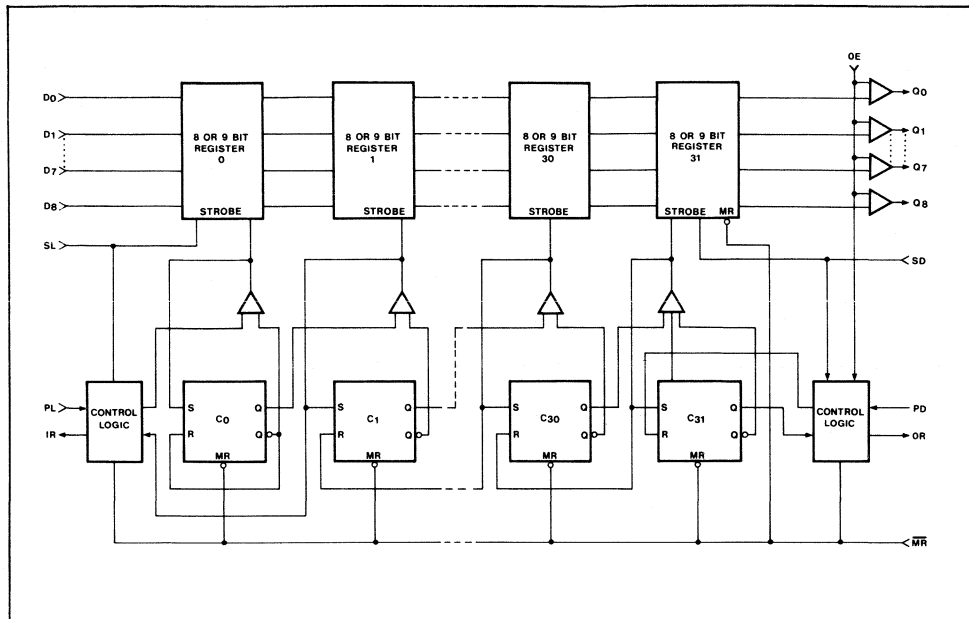 OE
D0
D1
D7
D8
8 OR 9 BIT
REGISTER
0
STROBE
8 OR 9 BIT
REGISTER
1
STROBE
8 OR 9 BIT
REGISTER
30
STROBE
8 OR 9 BIT
REGISTER
31
STROBE MR
Q0
Q1
Q7
Q8
SL
SD
PL
IR
CONTROL
LOGIC
S Q
C0
R Q
MR
S Q
C1
R Q
MR
S Q
C30
R Q
MR
S Q
C31
R Q
MR
CONTROL
LOGIC
PD
OR
MR